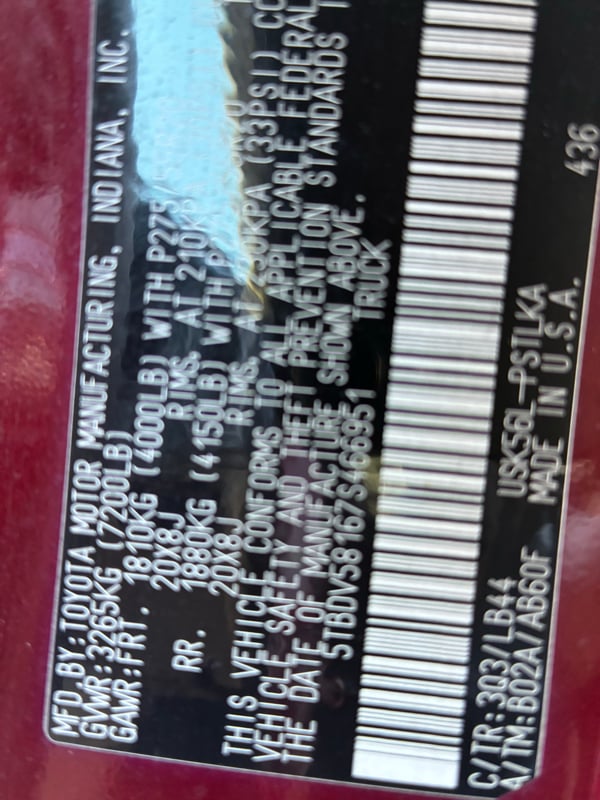 MFD.BY:TOYOTA MOTOR MANUFACTURING, INDIANA, INC.
GVWR:3265KG(7200LB)
GAWR:FRT. 1810KG (4000LB) WITH P275/
20X8J RIMS, AT 210KPA
RR. 1880KG (4150LB) WITH
20X8J RIMS, AT 230KPA (33PSI) CO
THIS VEHICLE CONFORMS TO ALL APPLICABLE FEDERAL
VEHICLE SAFETY AND THEFT PREVENTION STANDARDS
THE DATE OF MANUFACTURE SHOWN ABOVE.
5TBDV58167S466951 TRUCK
436
C/TR:3Q3/LB44 USK56L-PSTLKA
A/TM:B02A/AB60F MADE IN U.S.A.